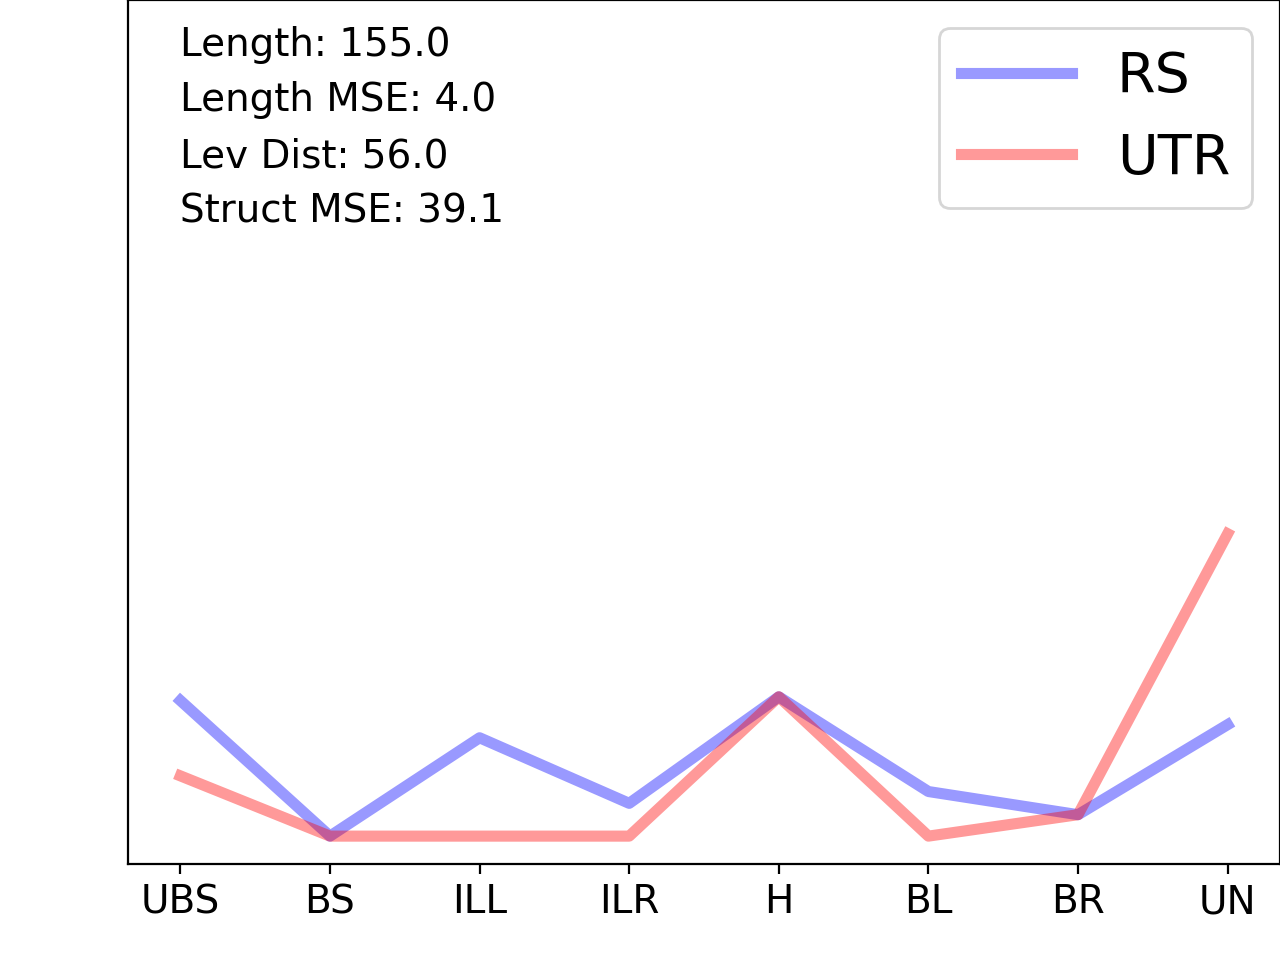 Length: 155.0
Length MSE: 4.0
Lev Dist: 56.0
Struct MSE: 39.1
RS
UTR
UBS BS ILL ILR H BL BR UN